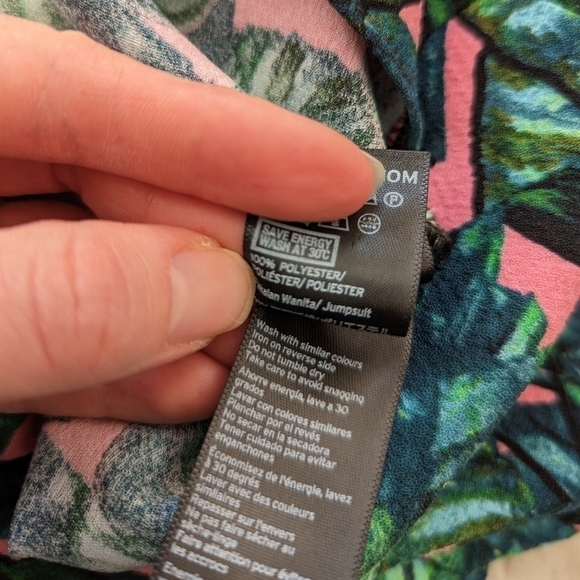 OM
P
SAVE ENERGY
WASH AT 30°C
100% POLYESTER/
POLIÉSTER/ POLIESTER
Wanita/ Jumpsuit
Wash with similar colours
Iron on reverse side
Do not tumble dry
Take care to avoid snagging
Ahorre energía, lave a 30
grados
Lavar con colores similares
Planchar por el revés
No secar en la secadora
Tener cuidado para evitar
enganchones
Economisez de l'énergie, lavez
à 30 degrés
Laver avec des couleurs
similaires
Repasser sur l'envers
Ne pas faire sécher au
sèche-linge
Faire attention pour éviter
les accrocs